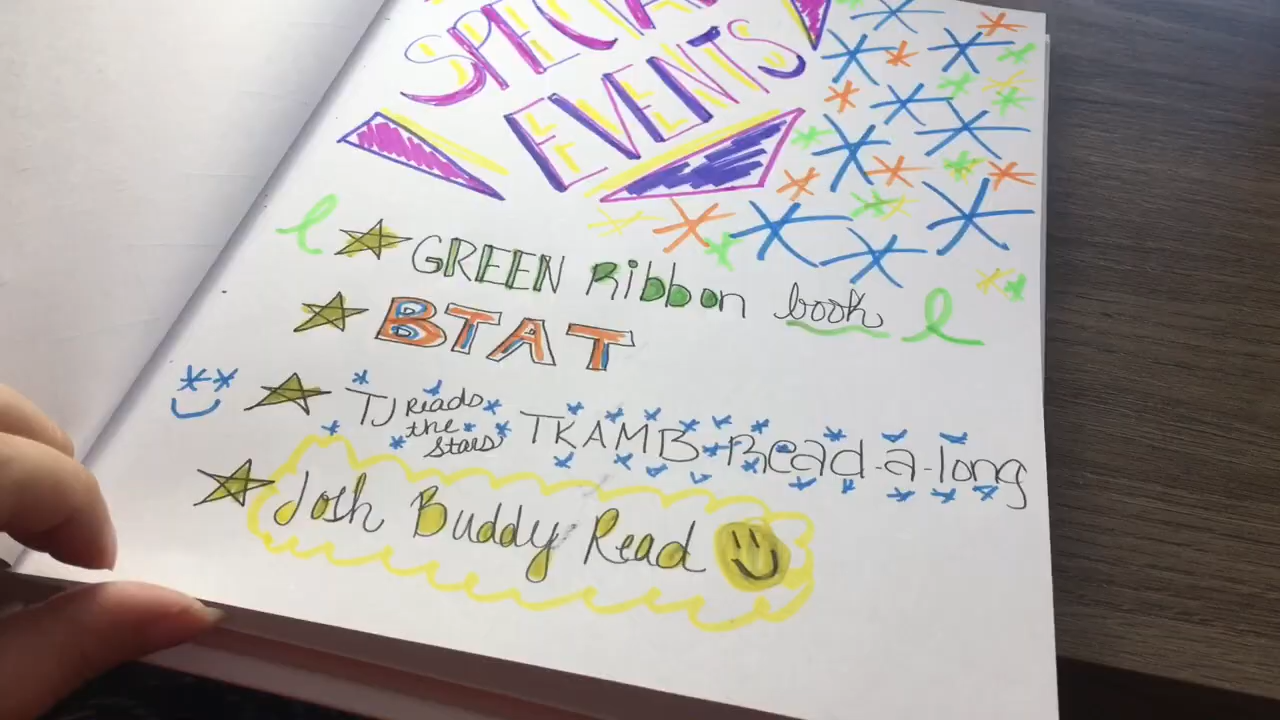 SPECIAL
EVENTS
GREEN Ribbon book
BTAT
TJ reads the stars TKAMB Read-a-long
Josh Buddy Read